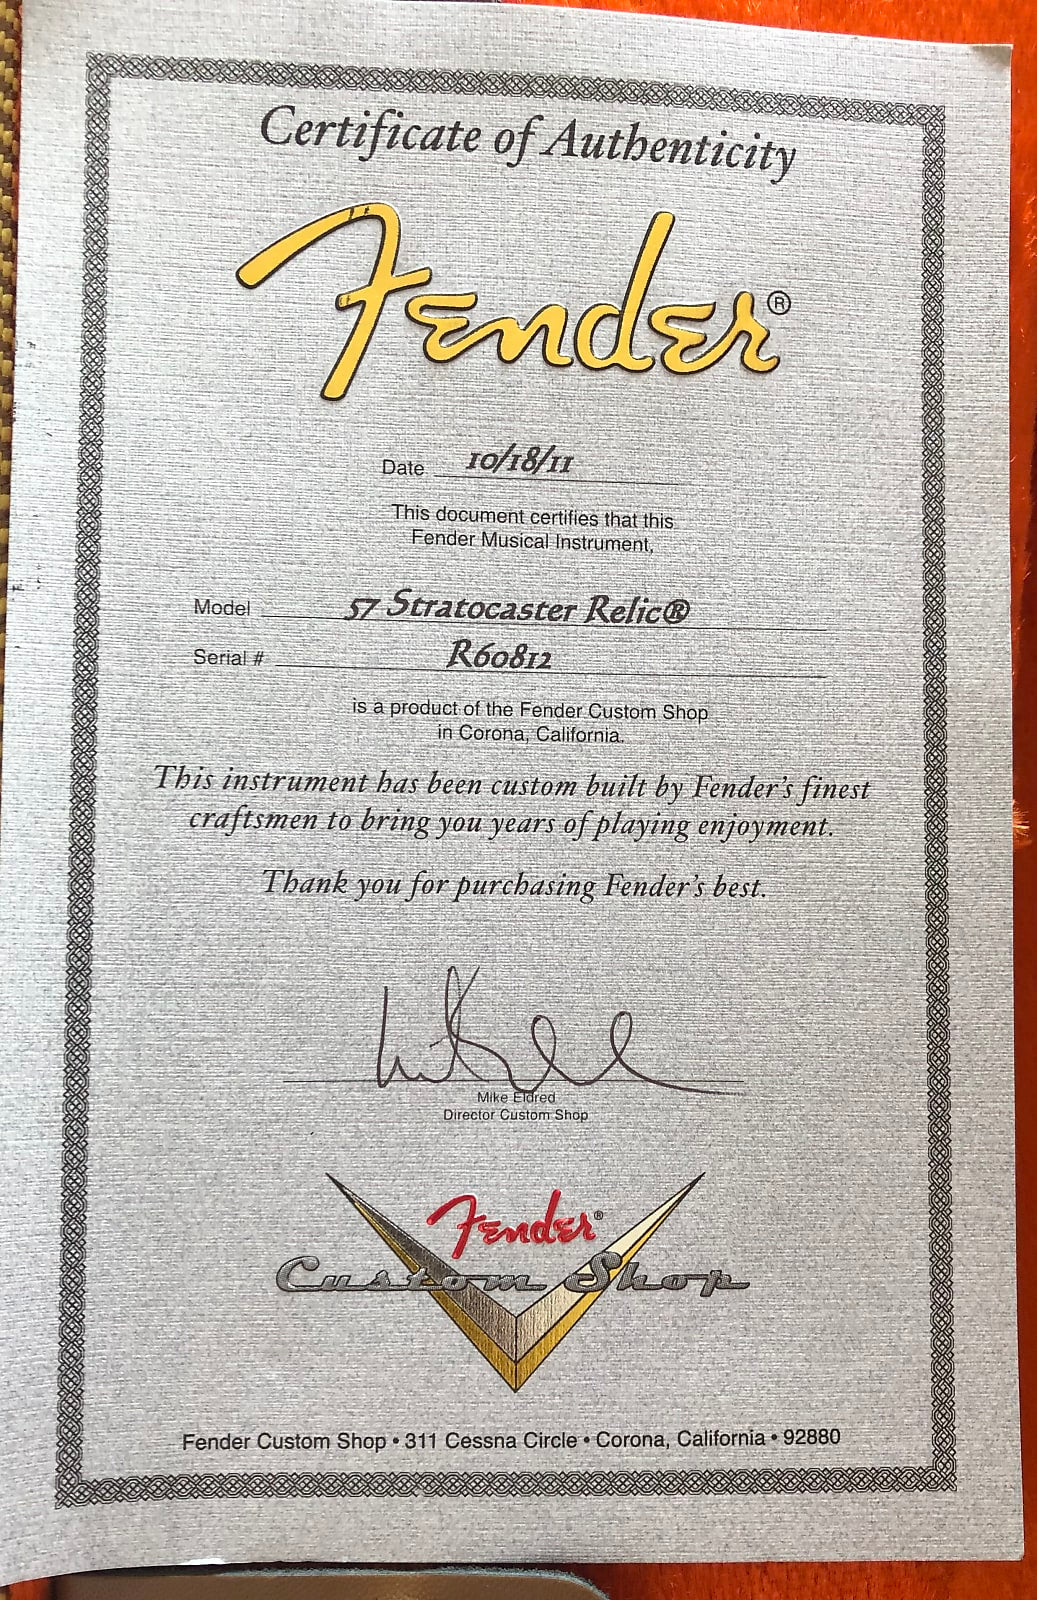 Certificate of Authenticity
Fender®
Date 10/18/11
This document certifies that this
Fender Musical Instrument,
Model 57 Stratocaster Relic®
Serial # R60812
is a product of the Fender Custom Shop
in Corona, California.
This instrument has been custom built by Fender's finest
craftsmen to bring you years of playing enjoyment.
Thank you for purchasing Fender's best.
Mike Eldred
Director Custom Shop
Fender®
Custom Shop
Fender Custom Shop • 311 Cessna Circle • Corona, California • 92880